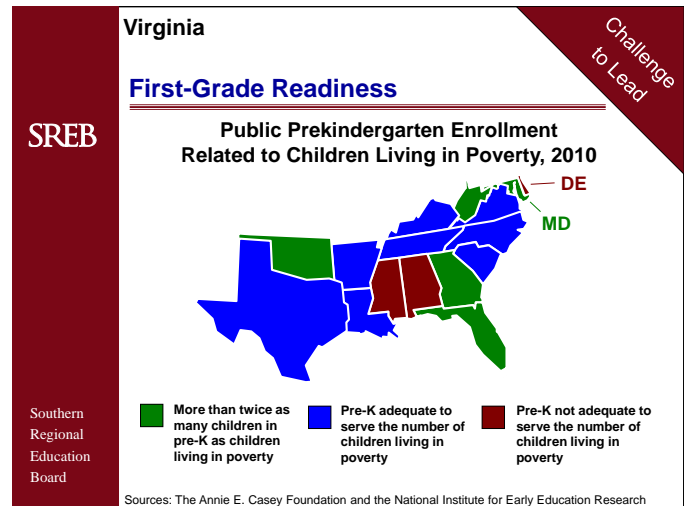 Virginia
Challenge
to Lead
First-Grade Readiness
SREB
Public Prekindergarten Enrollment
Related to Children Living in Poverty, 2010
DE
MD
More than twice as
many children in
pre-K as children
living in poverty
Pre-K adequate to
serve the number of
children living in
poverty
Pre-K not adequate to
serve the number of
children living in
poverty
Southern
Regional
Education
Board
Sources: The Annie E. Casey Foundation and the National Institute for Early Education Research